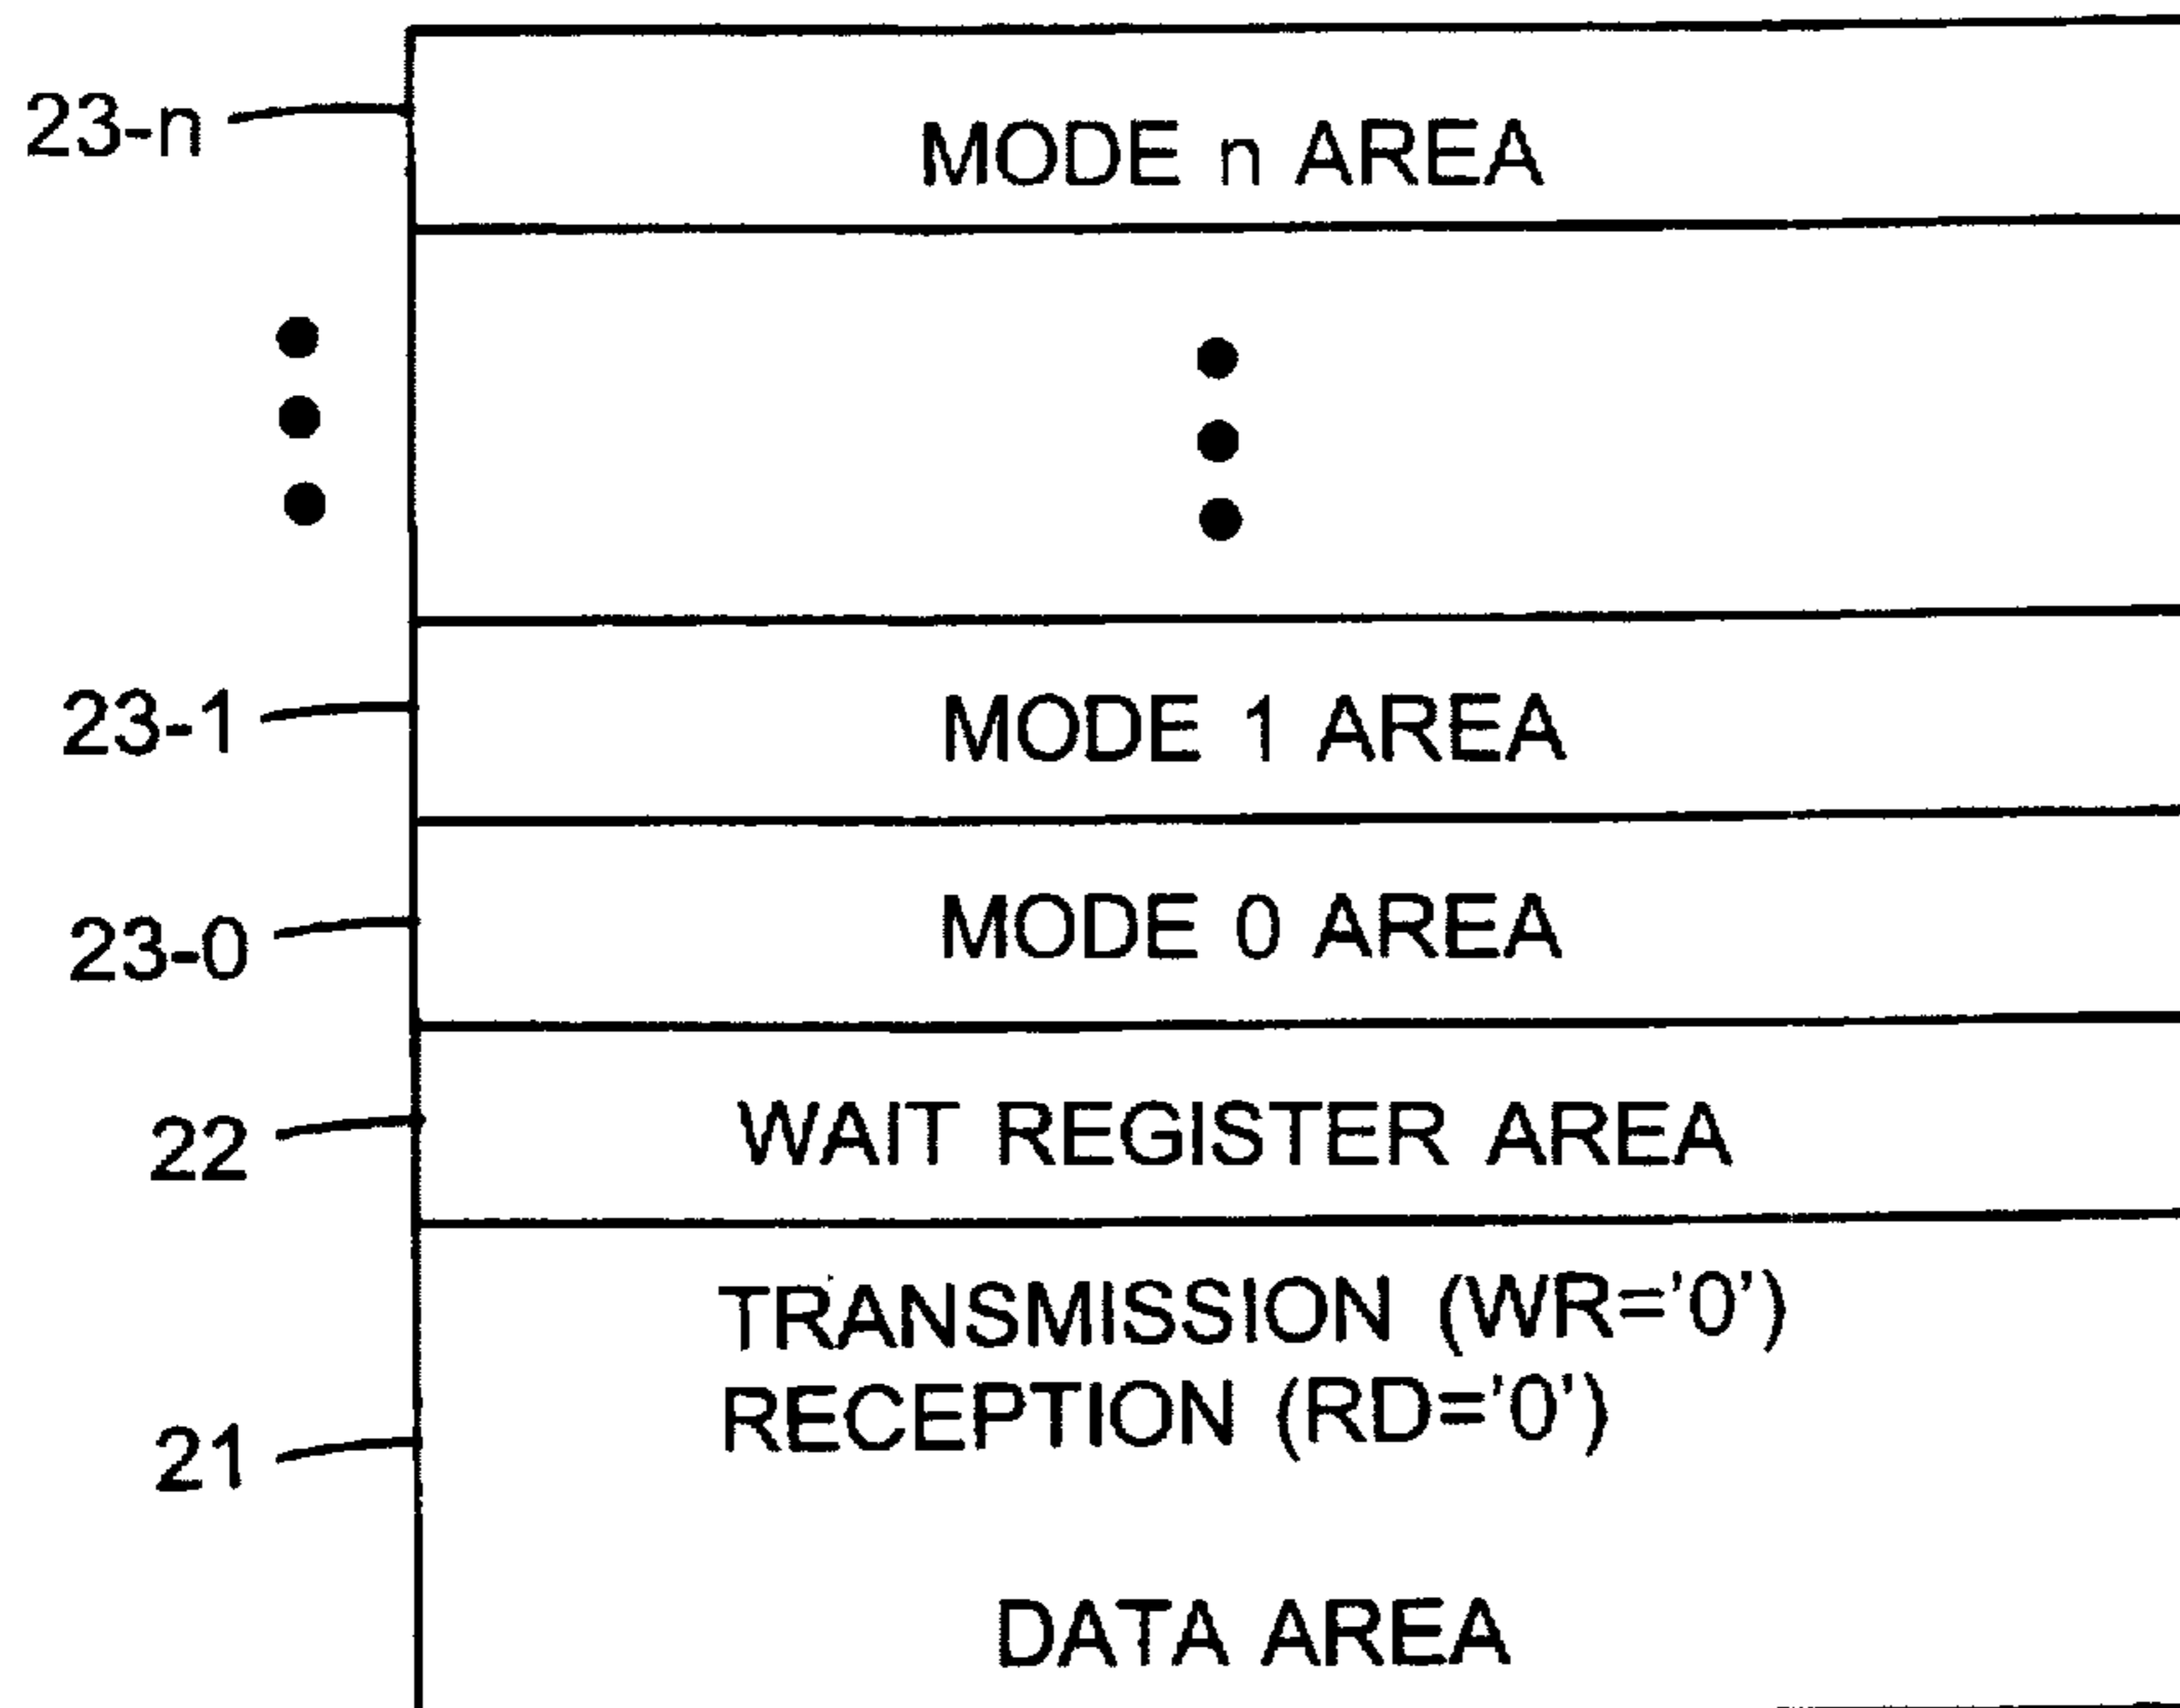 23-n MODE n AREA
23-1 MODE 1 AREA
23-0 MODE 0 AREA
22 WAIT REGISTER AREA
TRANSMISSION (WR='0')
RECEPTION (RD='0')
21
DATA AREA